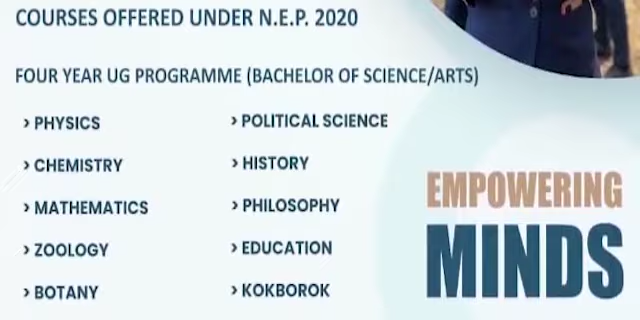 COURSES OFFERED UNDER N.E.P. 2020
FOUR YEAR UG PROGRAMME (BACHELOR OF SCIENCE/ARTS)
› PHYSICS
› CHEMISTRY
› MATHEMATICS
› ZOOLOGY
› BOTANY
› POLITICAL SCIENCE
› HISTORY
› PHILOSOPHY
› EDUCATION
› KOKBOROK
EMPOWERING
MINDS